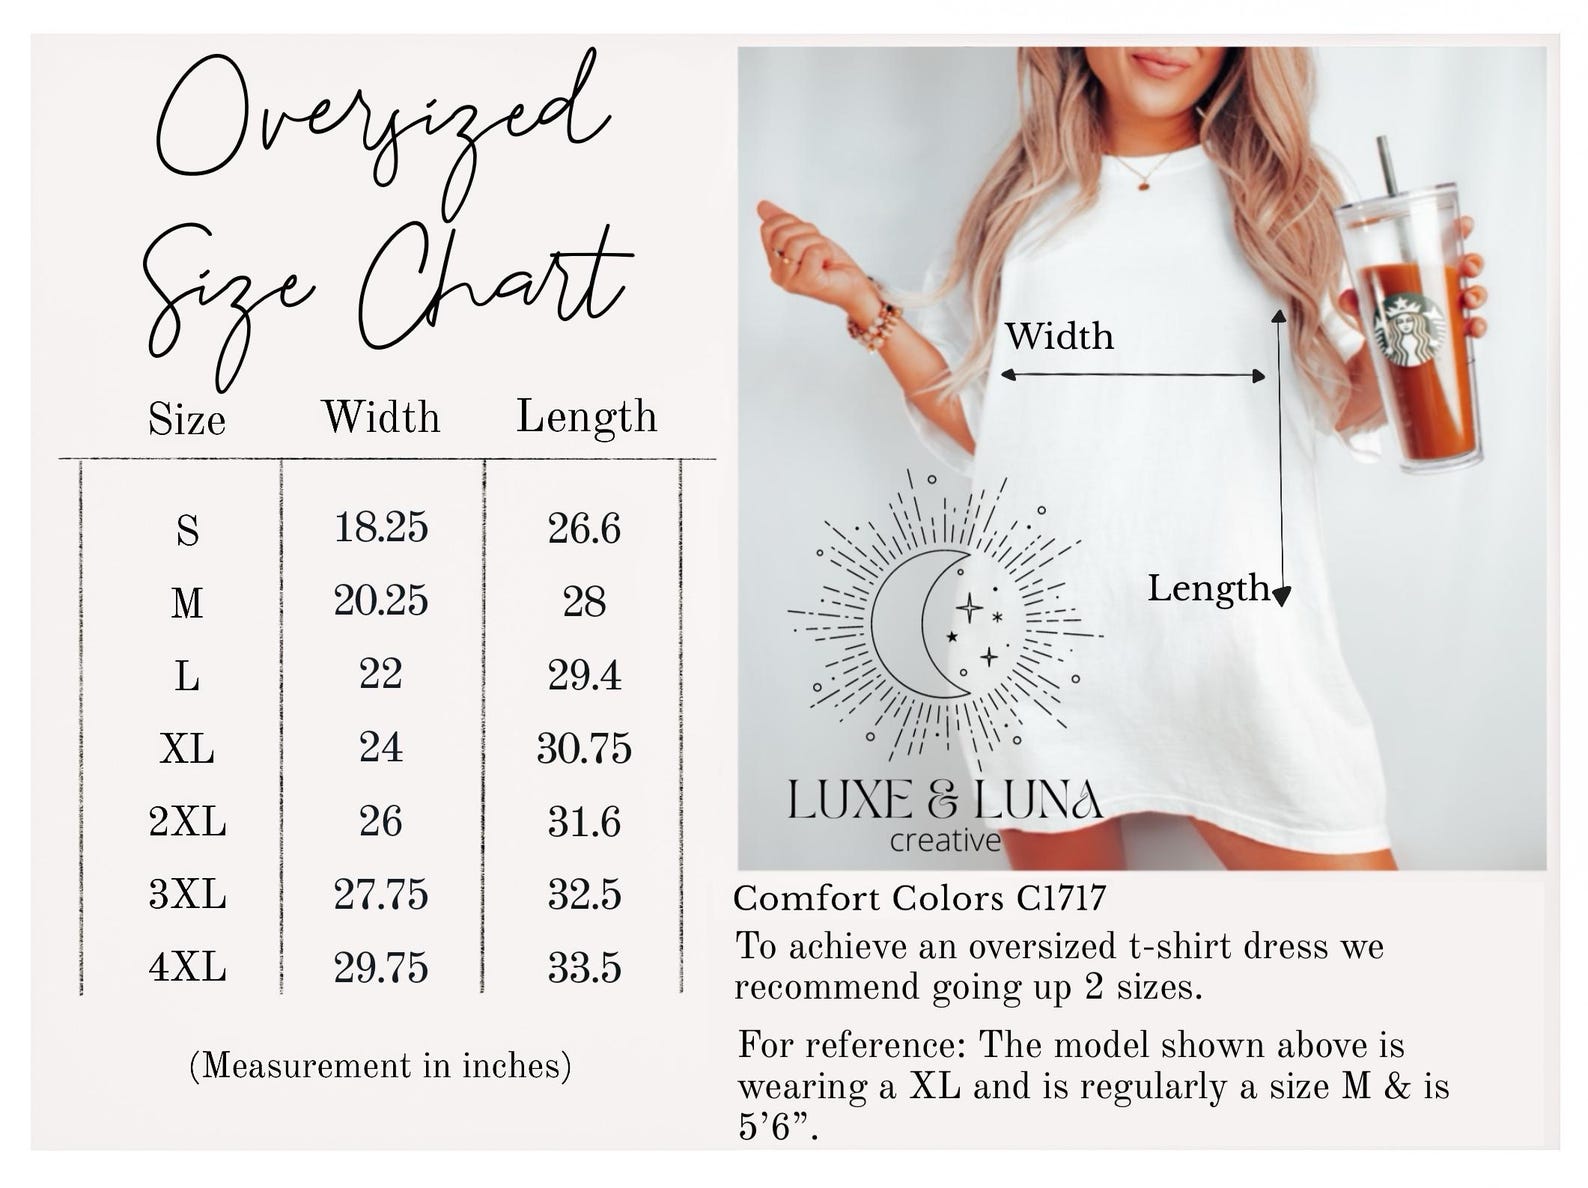 Oversized
Size Chart
Size Width Length
S 18.25 26.6
M 20.25 28
L 22 29.4
XL 24 30.75
2XL 26 31.6
3XL 27.75 32.5
4XL 29.75 33.5
(Measurement in inches)
Width
Length
LUXE & LUNA
creative
Comfort Colors C1717
To achieve an oversized t-shirt dress we
recommend going up 2 sizes.
For reference: The model shown above is
wearing a XL and is regularly a size M & is
5’6”.